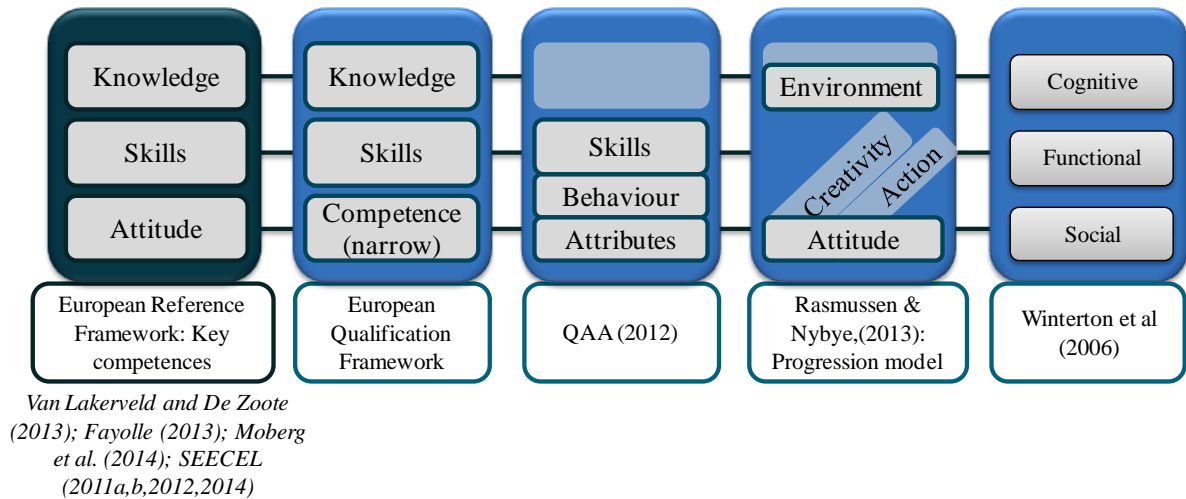 Knowledge
Skills
Attitude
European Reference
Framework: Key
competences
Van Lakerveld and De Zoote
(2013); Fayolle (2013); Moberg
et al. (2014); SEECEL
(2011a,b,2012,2014)
Knowledge
Skills
Competence
(narrow)
European
Qualification
Framework
Skills
Behaviour
Attributes
QAA (2012)
Environment
Creativity
Action
Attitude
Rasmussen &
Nybye,(2013):
Progression model
Cognitive
Functional
Social
Winterton et al
(2006)